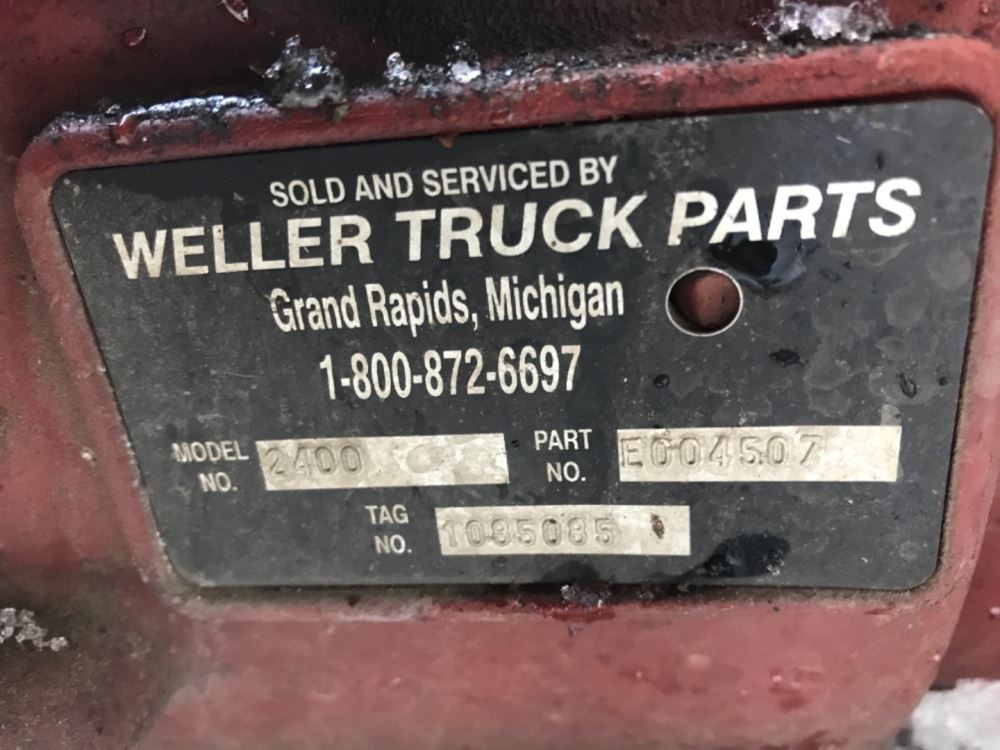 SOLD AND SERVICED BY
WELLER TRUCK PARTS
Grand Rapids, Michigan
1-800-872-6697
MODEL NO. 2400
PART NO. E004507
TAG NO. 1085085